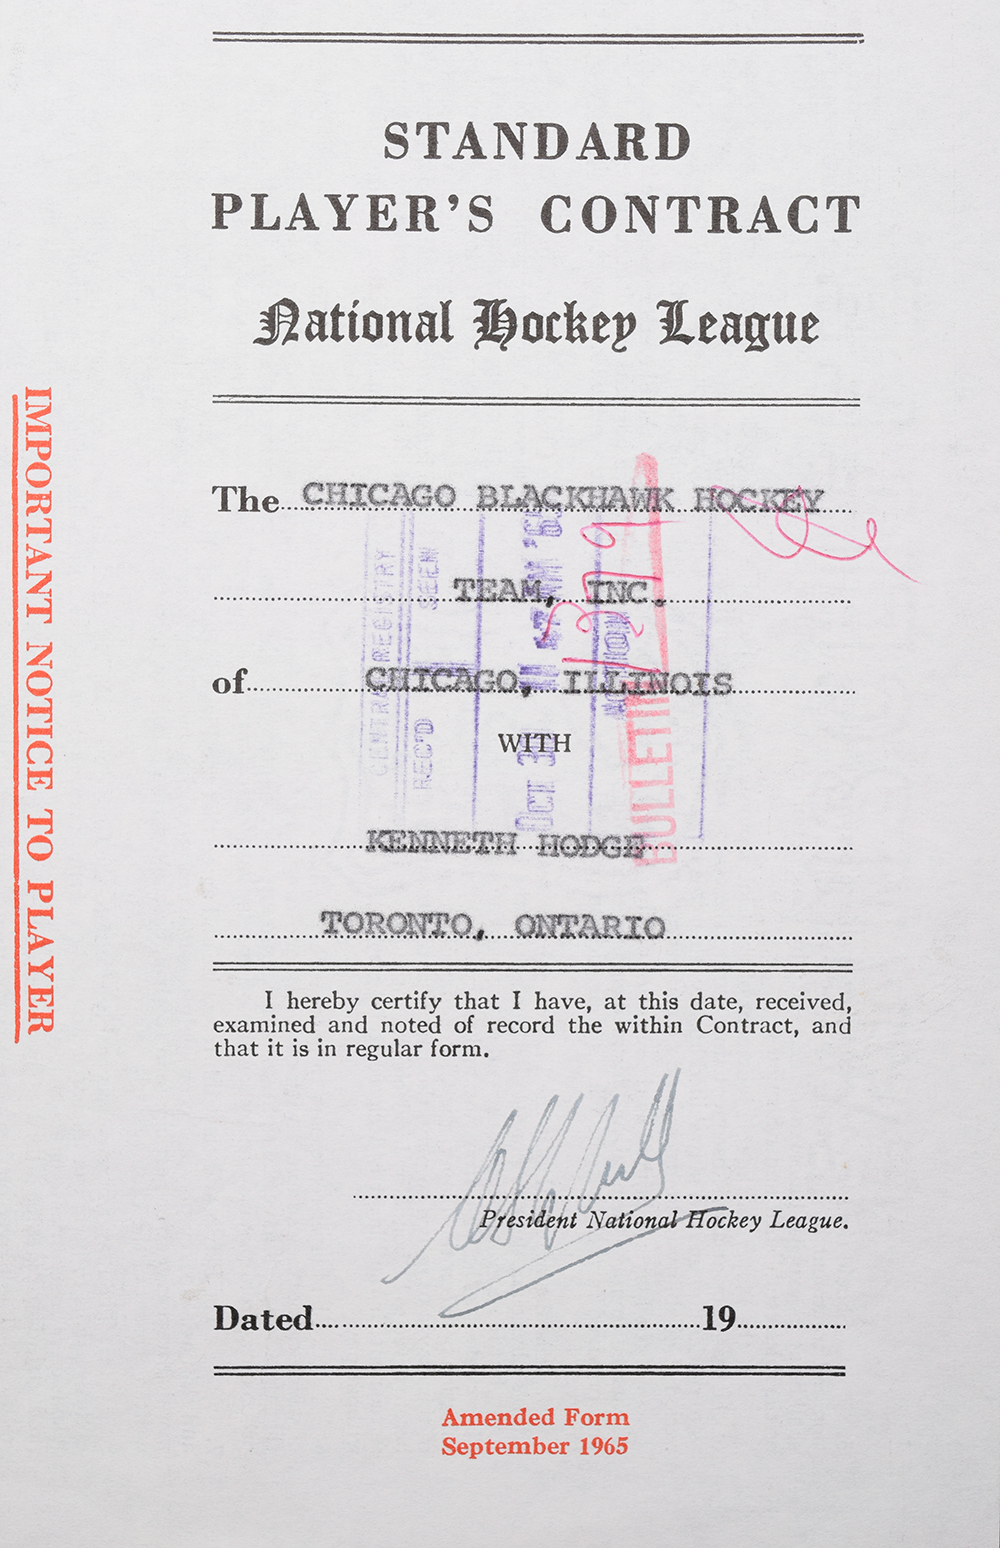 STANDARD
PLAYER'S CONTRACT
National Hockey League
IMPORTANT NOTICE TO PLAYER
The CHICAGO BLACKHAWK HOCKEY
TEAM, INC.
of CHICAGO, ILLINOIS
WITH
KENNETH HODGE
TORONTO, ONTARIO
CENTRAL REGISTRY
REC'D SEEN
BULLETIN
I hereby certify that I have, at this date, received,
examined and noted of record the within Contract, and
that it is in regular form.
President National Hockey League.
Dated 19
Amended Form
September 1965